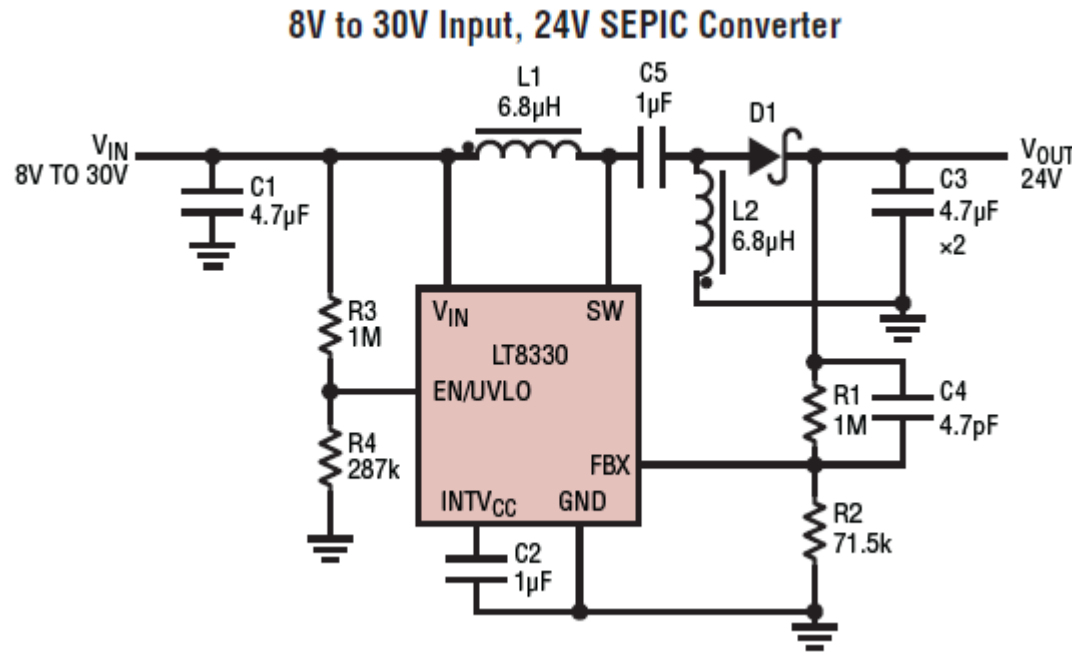 8V to 30V Input, 24V SEPIC Converter
L1
6.8µH
C5
1µF
D1
VIN
8V TO 30V
VOUT
24V
C1
4.7µF
L2
6.8µH
C3
4.7µF
×2
R3
1M
VIN
SW
LT8330
EN/UVLO
R1
1M
C4
4.7pF
R4
287k
FBX
INTVCC
GND
R2
71.5k
C2
1µF